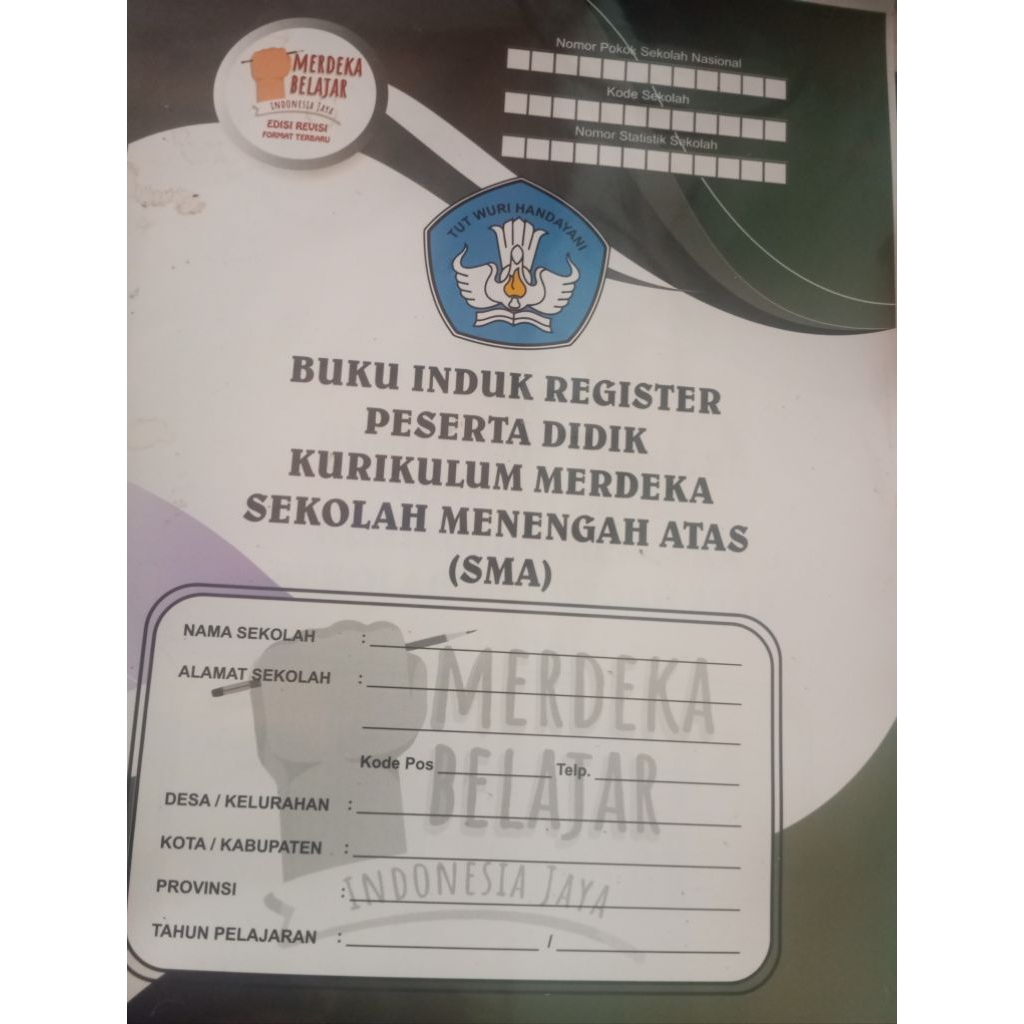 MERDEKA
BELAJAR
INDONESIA JAYA
EDISI REVISI
FORMAT TERBARU
Nomor Pokok Sekolah Nasional
Kode Sekolah
Nomor Statistik Sekolah
TUT WURI HANDAYANI
BUKU INDUK REGISTER
PESERTA DIDIK
KURIKULUM MERDEKA
SEKOLAH MENENGAH ATAS
(SMA)
NAMA SEKOLAH :
ALAMAT SEKOLAH :
Kode Pos Telp.
DESA / KELURAHAN :
KOTA / KABUPATEN :
PROVINSI :
TAHUN PELAJARAN : /
MERDEKA
BELAJAR
INDONESIA JAYA